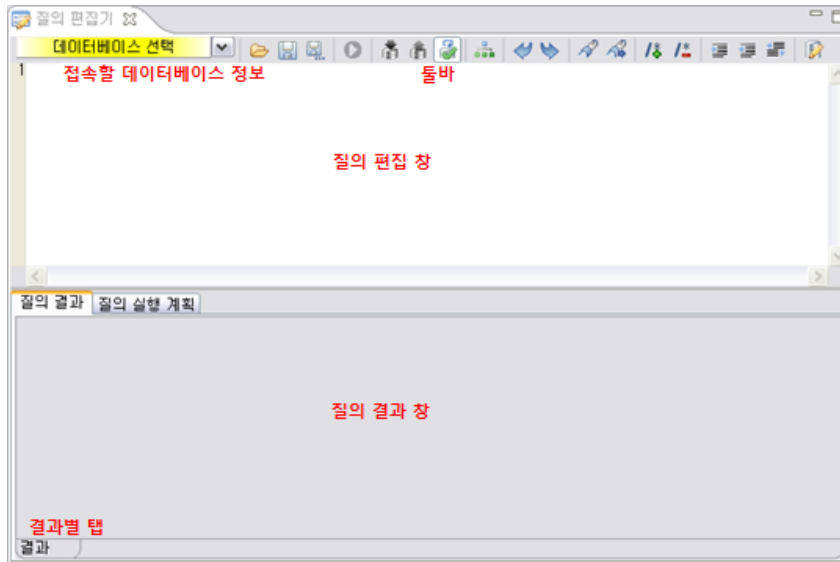 질의 편집기
데이터베이스 선택
접속할 데이터베이스 정보 툴바
1
질의 편집 창
질의 결과 질의 실행 계획
질의 결과 창
결과별 탭
결과